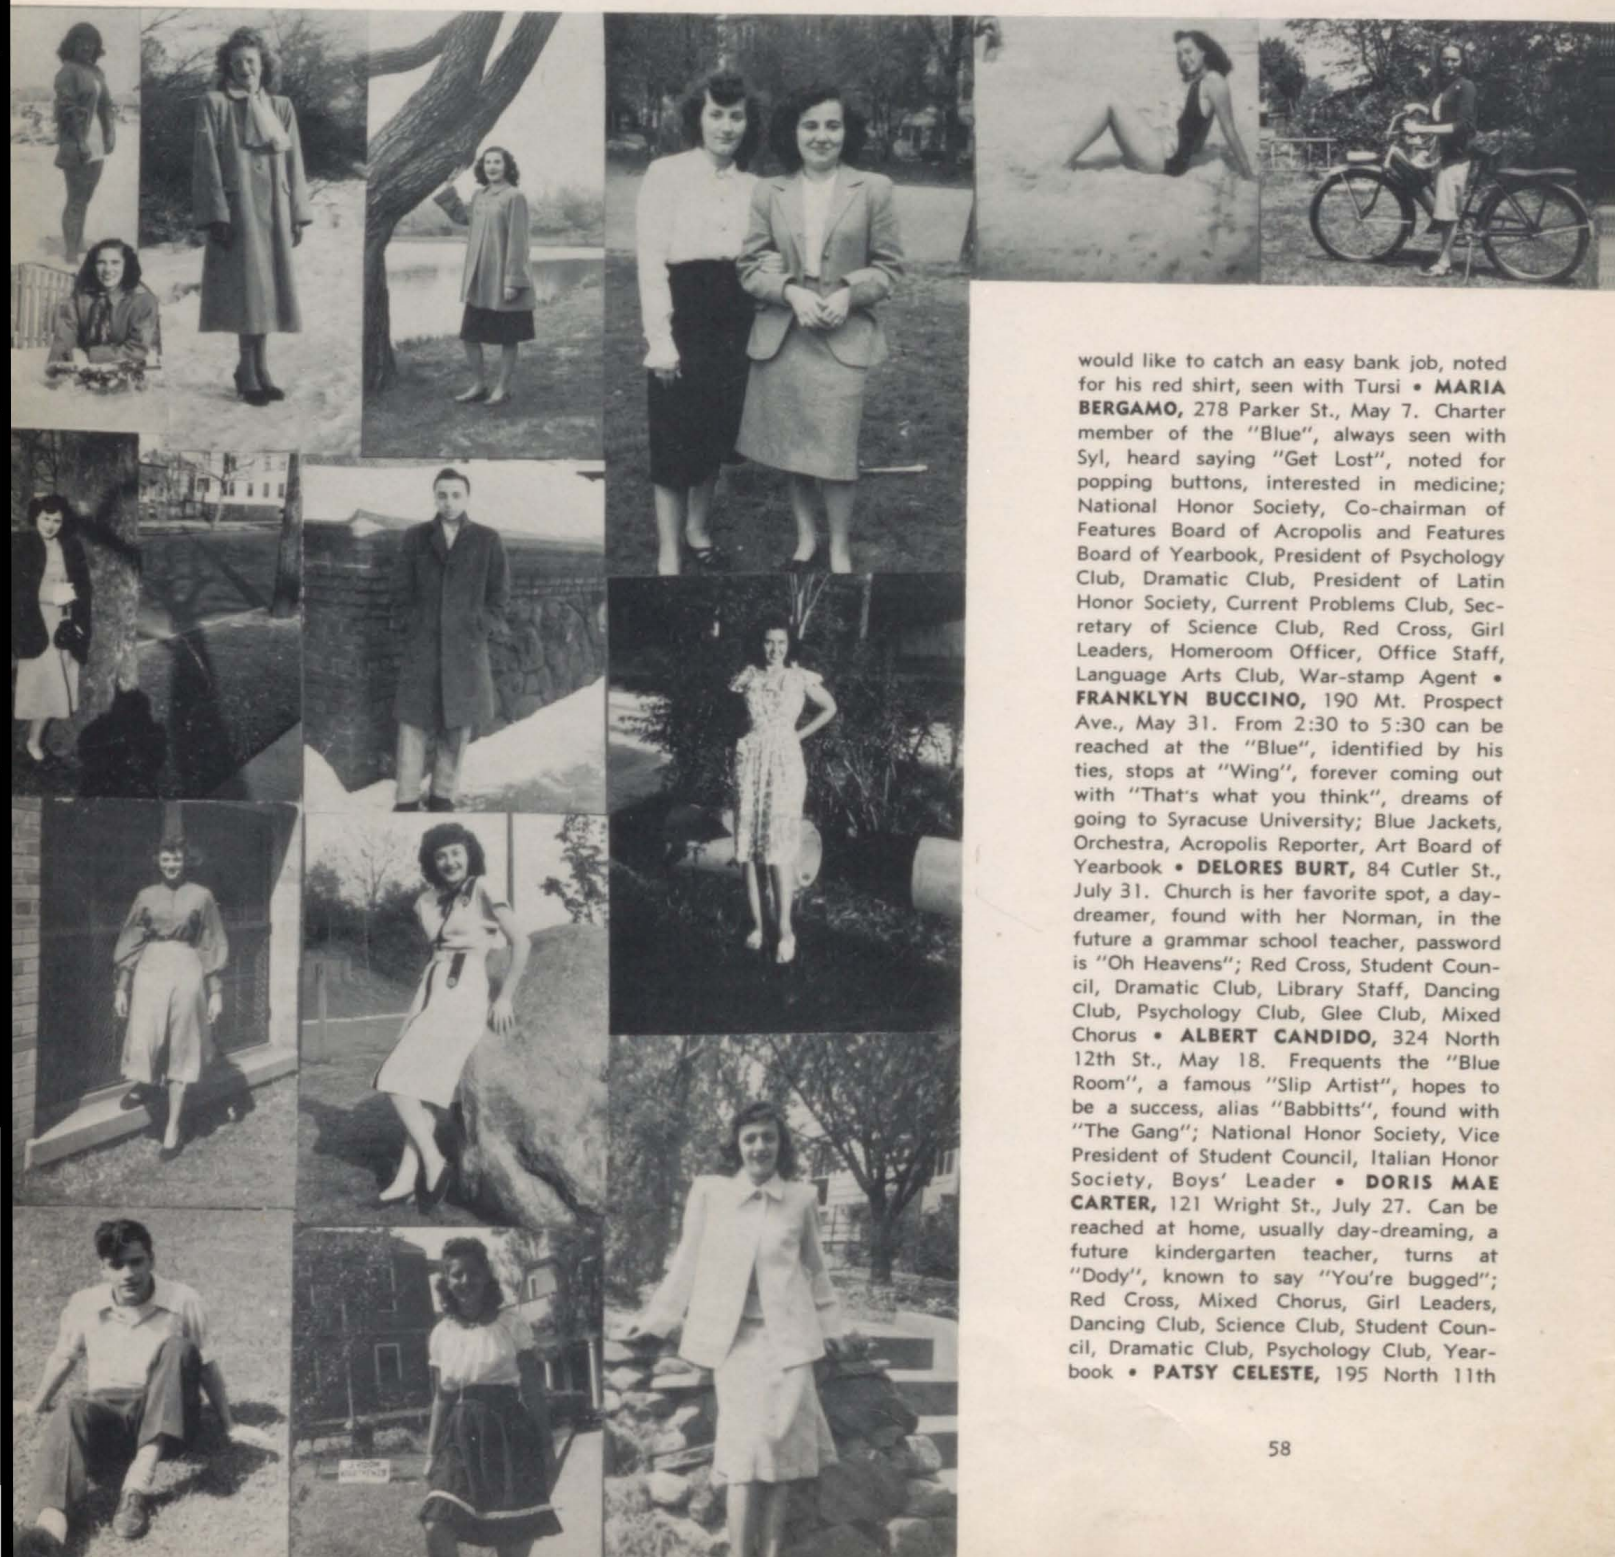 would like to catch an easy bank job, noted
for his red shirt, seen with Tursi • MARIA
BERGAMO, 278 Parker St., May 7. Charter
member of the "Blue", always seen with
Syl, heard saying "Get Lost", noted for
popping buttons, interested in medicine;
National Honor Society, Co-chairman of
Features Board of Acropolis and Features
Board of Yearbook, President of Psychology
Club, Dramatic Club, President of Latin
Honor Society, Current Problems Club, Sec-
retary of Science Club, Red Cross, Girl
Leaders, Homeroom Officer, Office Staff,
Language Arts Club, War-stamp Agent •
FRANKLYN BUCCINO, 190 Mt. Prospect
Ave., May 31. From 2:30 to 5:30 can be
reached at the "Blue", identified by his
ties, stops at "Wing", forever coming out
with "That's what you think", dreams of
going to Syracuse University; Blue Jackets,
Orchestra, Acropolis Reporter, Art Board of
Yearbook • DELORES BURT, 84 Cutler St.,
July 31. Church is her favorite spot, a day-
dreamer, found with her Norman, in the
future a grammar school teacher, password
is "Oh Heavens"; Red Cross, Student Coun-
cil, Dramatic Club, Library Staff, Dancing
Club, Psychology Club, Glee Club, Mixed
Chorus • ALBERT CANDIDO, 324 North
12th St., May 18. Frequents the "Blue
Room", a famous "Slip Artist", hopes to
be a success, alias "Babbitts", found with
"The Gang"; National Honor Society, Vice
President of Student Council, Italian Honor
Society, Boys' Leader • DORIS MAE
CARTER, 121 Wright St., July 27. Can be
reached at home, usually day-dreaming, a
future kindergarten teacher, turns at
"Dody", known to say "You're bugged";
Red Cross, Mixed Chorus, Girl Leaders,
Dancing Club, Science Club, Student Coun-
cil, Dramatic Club, Psychology Club, Year-
book • PATSY CELESTE, 195 North 11th
58